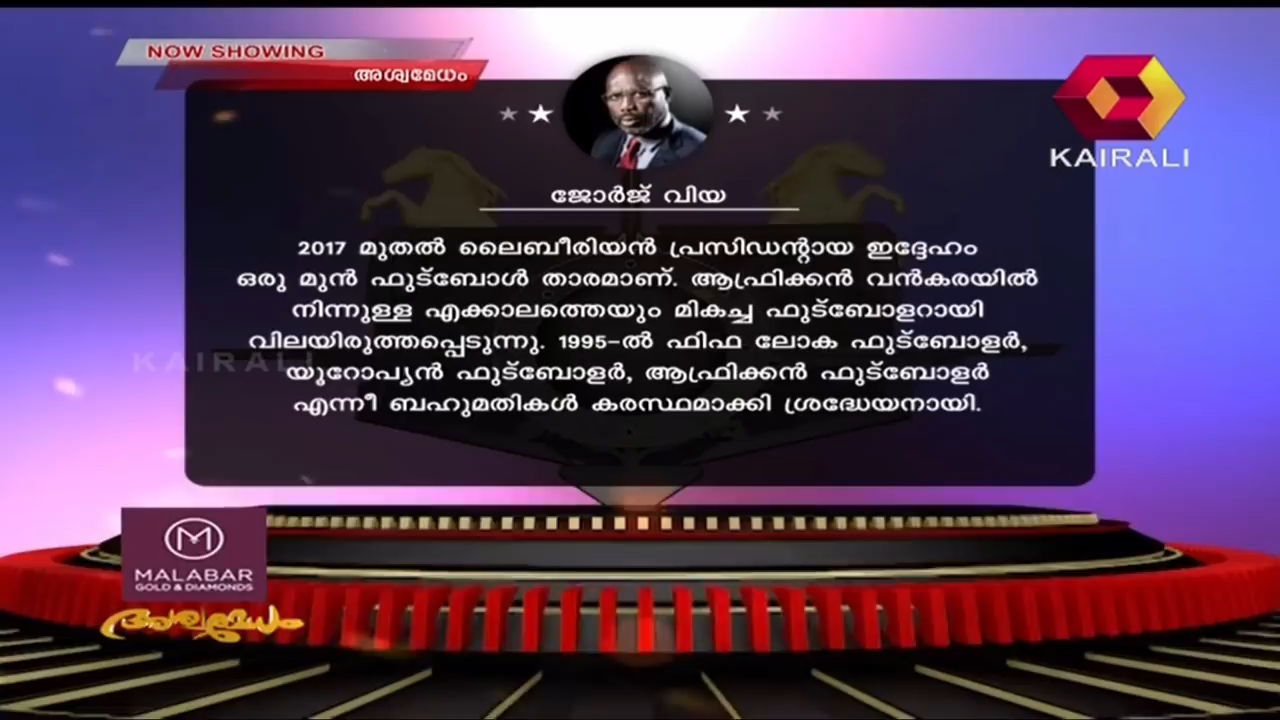 NOW SHOWING
അശ്വമേധം
KAIRALI
ജോർജ് വിയ
2017 മുതൽ ലൈബീരിയൻ പ്രസിഡന്റായ ഇദ്ദേഹം
ഒരു മുൻ ഫുട്ബോൾ താരമാണ്. ആഫ്രിക്കൻ വൻകരയിൽ
നിന്നുള്ള എക്കാലത്തെയും മികച്ച ഫുട്ബോളറായി
വിലയിരുത്തപ്പെടുന്നു. 1995-ൽ ഫിഫ ലോക ഫുട്ബോളർ,
യൂറോപ്യൻ ഫുട്ബോളർ, ആഫ്രിക്കൻ ഫുട്ബോളർ
എന്നീ ബഹുമതികൾ കരസ്ഥമാക്കി ശ്രദ്ധേയനായി.
KAIRALI
M
MALABAR
GOLD & DIAMONDS
അശ്വമേധം